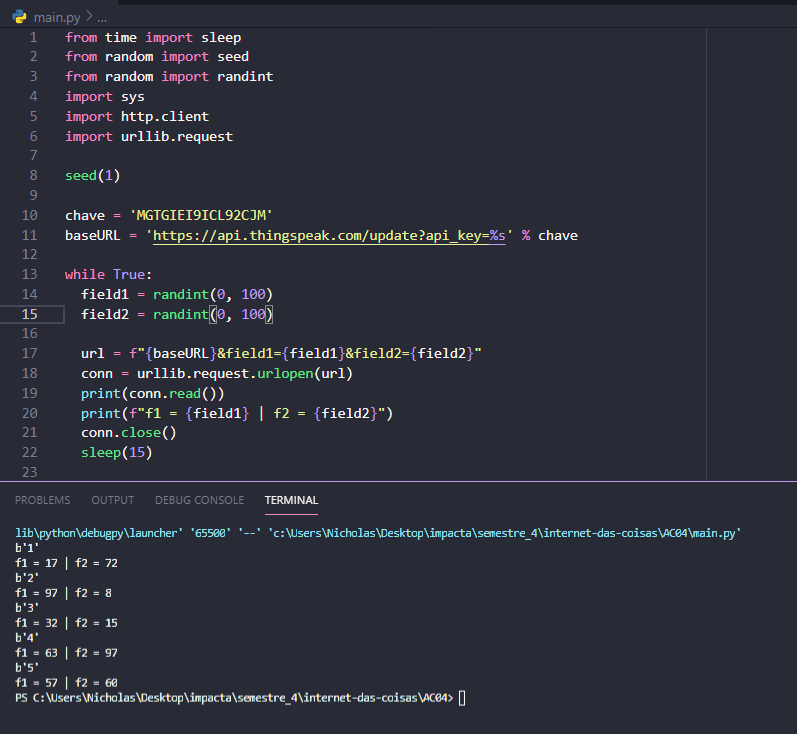 main.py > ...
1 from time import sleep
2 from random import seed
3 from random import randint
4 import sys
5 import http.client
6 import urllib.request
7
8 seed(1)
9
10 chave = 'MGTGIEI9ICL92CJM'
11 baseURL = 'https://api.thingspeak.com/update?api_key=%s' % chave
12
13 while True:
14 field1 = randint(0, 100)
15 field2 = randint(0, 100)
16
17 url = f"{baseURL}&field1={field1}&field2={field2}"
18 conn = urllib.request.urlopen(url)
19 print(conn.read())
20 print(f"f1 = {field1} | f2 = {field2}")
21 conn.close()
22 sleep(15)
23
PROBLEMS OUTPUT DEBUG CONSOLE TERMINAL
lib\python\debugpy\launcher' '65500' '--' 'c:\Users\Nicholas\Desktop\impacta\semestre_4\internet-das-coisas\AC04\main.py'
b'1'
f1 = 17 | f2 = 72
b'2'
f1 = 97 | f2 = 8
b'3'
f1 = 32 | f2 = 15
b'4'
f1 = 63 | f2 = 97
b'5'
f1 = 57 | f2 = 60
PS C:\Users\Nicholas\Desktop\impacta\semestre_4\internet-das-coisas\AC04>